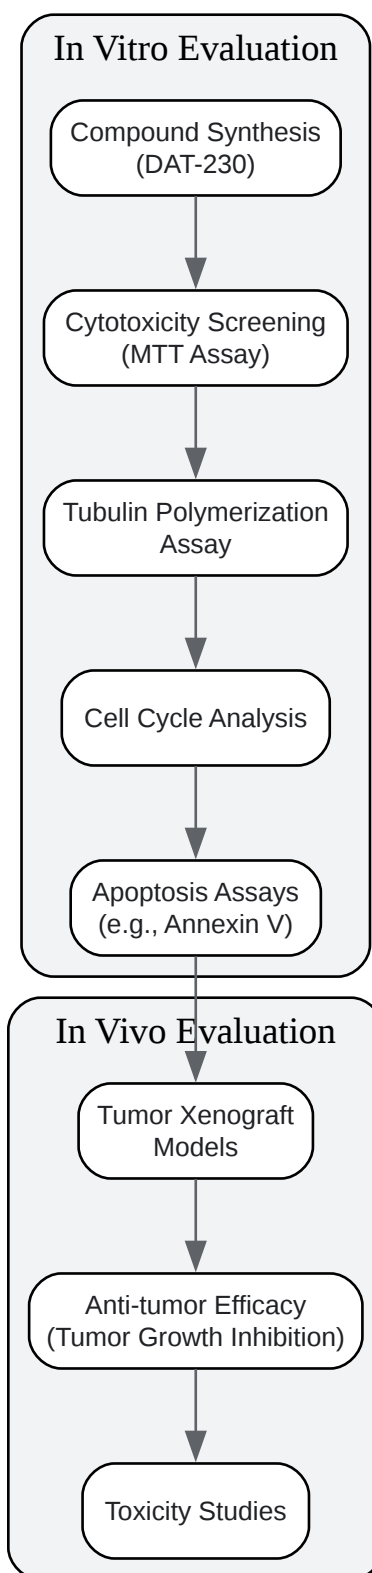 In Vitro Evaluation
Compound Synthesis
(DAT-230)
Cytotoxicity Screening
(MTT Assay)
Tubulin Polymerization
Assay
Cell Cycle Analysis
Apoptosis Assays
(e.g., Annexin V)
In Vivo Evaluation
Tumor Xenograft
Models
Anti-tumor Efficacy
(Tumor Growth Inhibition)
Toxicity Studies